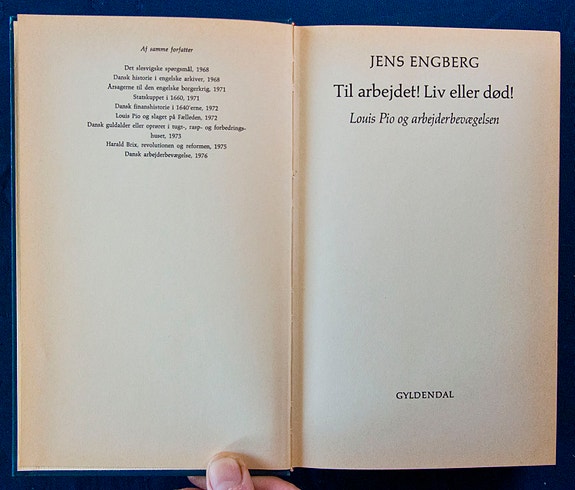 Af samme forfatter
Det slesvigske spørgsmål, 1968
Dansk historie i engelske arkiver, 1968
Årsagerne til den engelske borgerkrig, 1971
Statskuppet i 1660, 1971
Dansk finanshistorie i 1640'erne, 1972
Louis Pio og slaget på Fælleden, 1972
Dansk guldalder eller oprøret i tugt-, rasp- og forbedrings-
huset, 1973
Harald Brix, revolutionen og reformen, 1975
Dansk arbejderbevægelse, 1976
JENS ENGBERG
Til arbejdet! Liv eller død!
Louis Pio og arbejderbevægelsen
GYLDENDAL